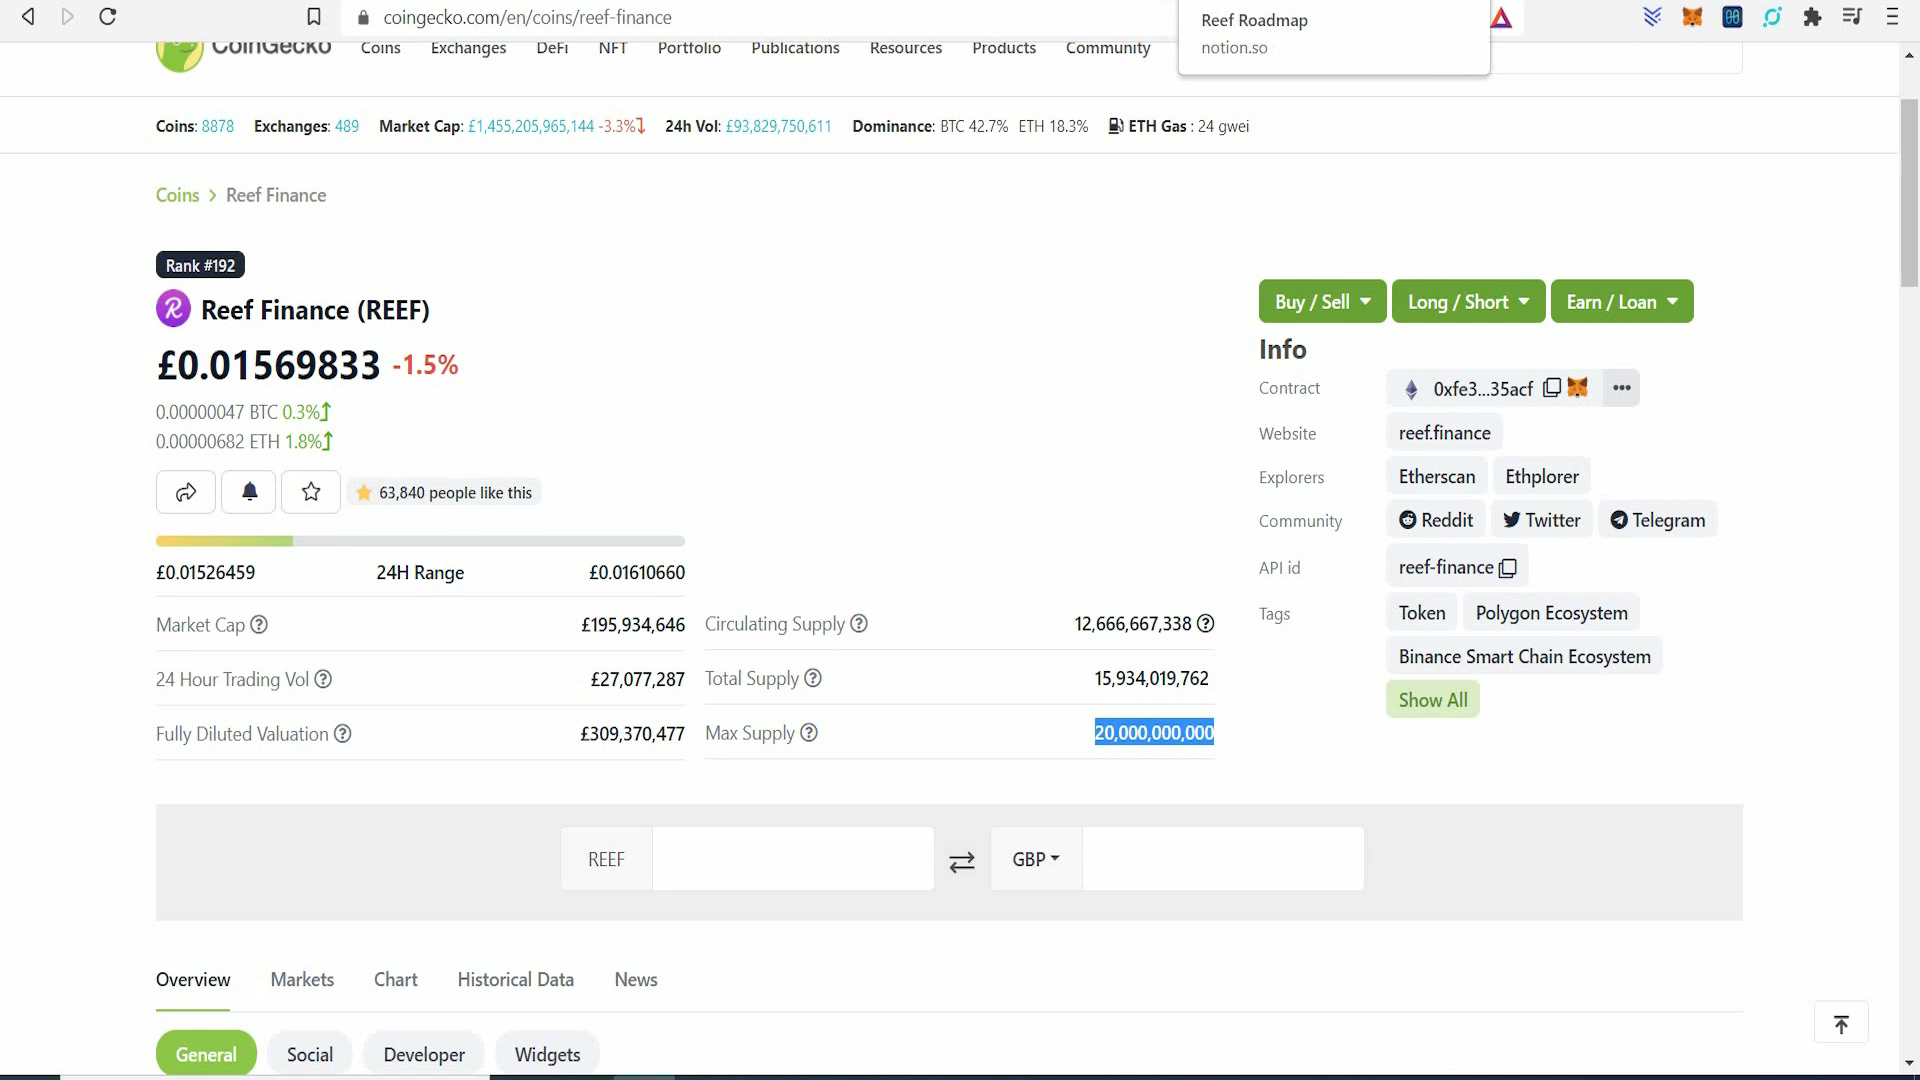 coingecko.com/en/coins/reef-finance
Reef Roadmap
notion.so
CoinGecko
Coins Exchanges DeFi NFT Portfolio Publications Resources Products Community
Coins: 8878 Exchanges: 489 Market Cap: £1,455,205,965,144 -3.3% 24h Vol: £93,829,750,611 Dominance: BTC 42.7% ETH 18.3% ETH Gas : 24 gwei
Coins > Reef Finance
Rank #192
Reef Finance (REEF)
£0.01569833 -1.5%
0.00000047 BTC 0.3%
0.00000682 ETH 1.8%
63,840 people like this
£0.01526459 24H Range £0.01610660
Market Cap £195,934,646
24 Hour Trading Vol £27,077,287
Fully Diluted Valuation £309,370,477
Circulating Supply 12,666,667,338
Total Supply 15,934,019,762
Max Supply 20,000,000,000
Buy / Sell Long / Short Earn / Loan
Info
Contract 0xfe3...35acf
Website reef.finance
Explorers Etherscan Ethplorer
Community Reddit Twitter Telegram
API id reef-finance
Tags Token Polygon Ecosystem
Binance Smart Chain Ecosystem
Show All
REEF GBP
Overview Markets Chart Historical Data News
General Social Developer Widgets